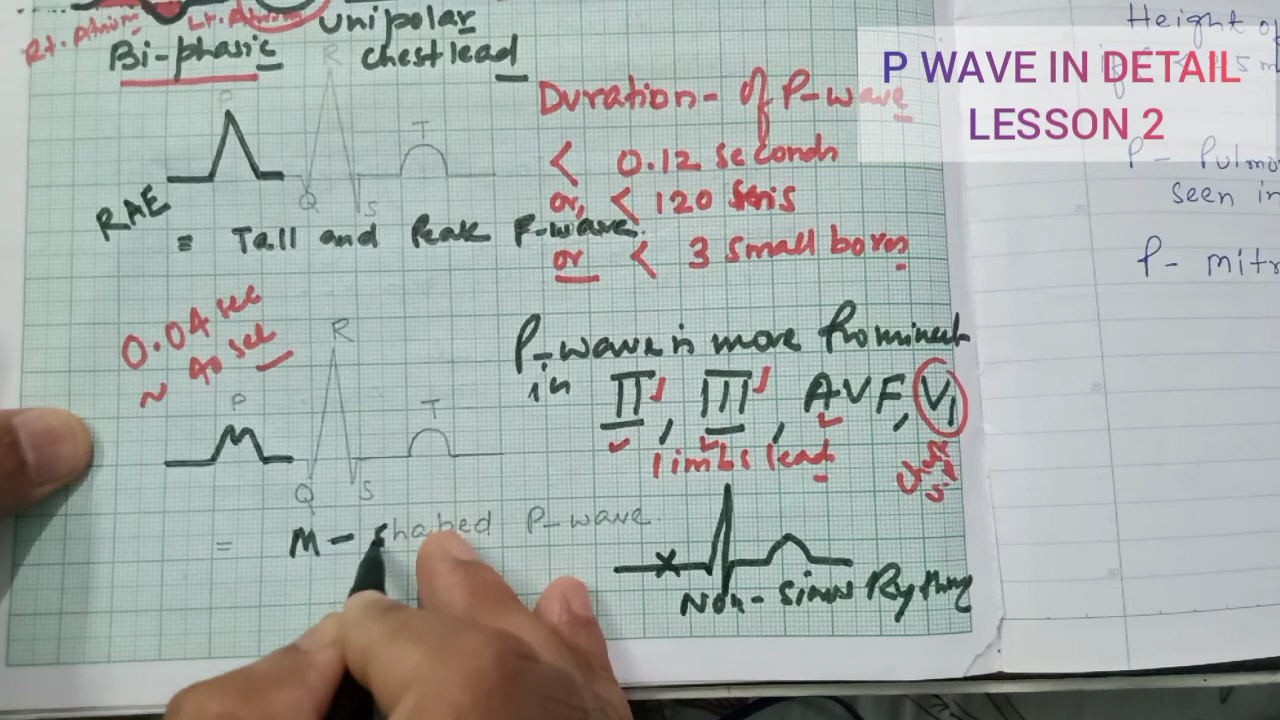 Rt. Atrium Lt. Atrium
Bi-phasic
unipolar
chest lead
P WAVE IN DETAIL
LESSON 2
P R T
Q S
RAE
= Tall and Peak P-wave.
Duration - of P-wave
< 0.12 seconds
or, <120
or < 3 small boxes
0.04 sec
~ 40 sec
P R T
Q S
P-wave is more Prominent
in II, III, AVF, V1
limbs lead
= M - shaped P-wave.
Non - Sinus Rythmn
Height of
P - Pulmo
seen in
P - mitr